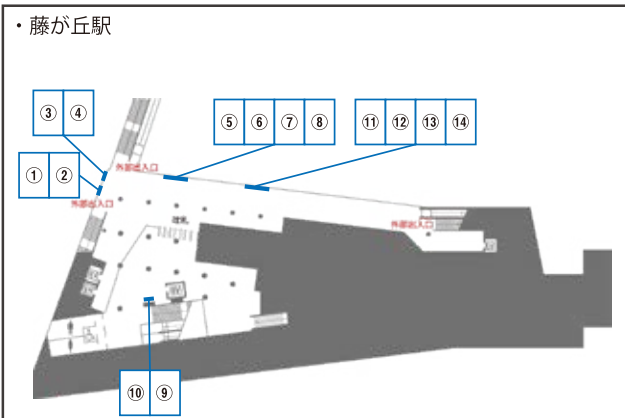 ・藤が丘駅
③ ④
⑤ ⑥ ⑦ ⑧
⑪ ⑫ ⑬ ⑭
① ②
外部出入口
外部出入口
改札
外部出入口
⑩ ⑨